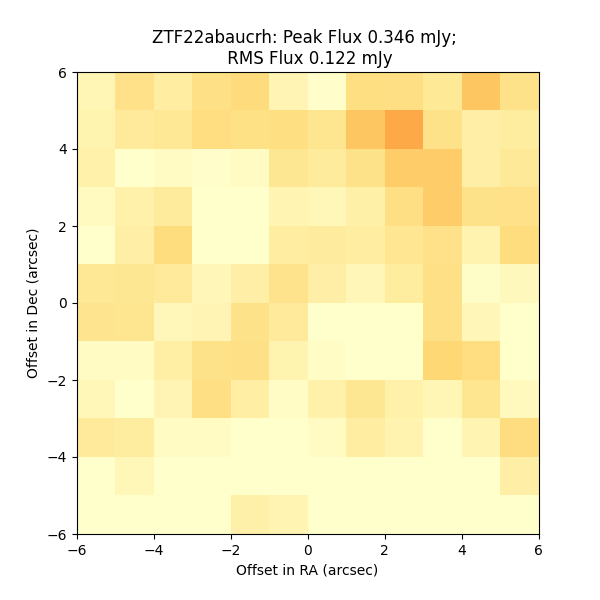 ZTF22abaucrh: Peak Flux 0.346 mJy;
RMS Flux 0.122 mJy
6
4
2
0
−2
−4
−6
Offset in Dec (arcsec)
−6 −4 −2 0 2 4 6
Offset in RA (arcsec)